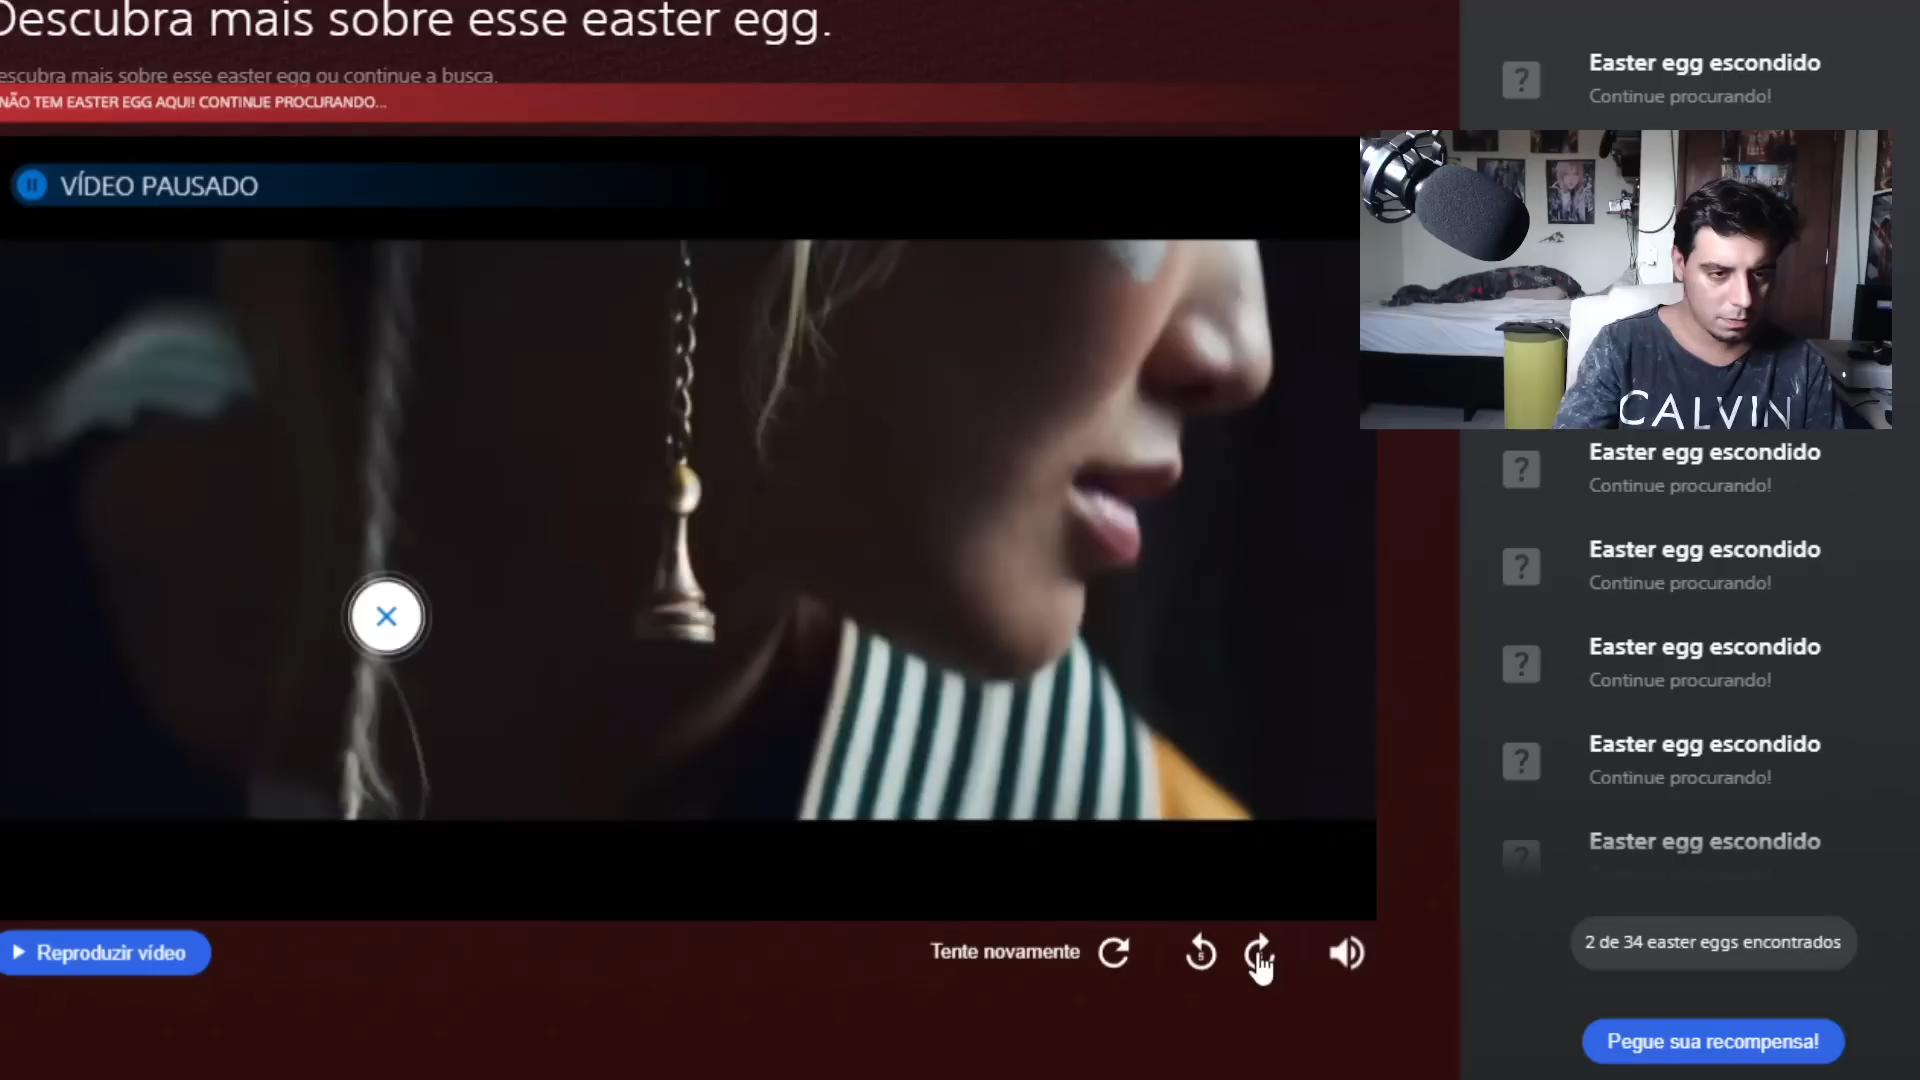 Descubra mais sobre esse easter egg.
escubra mais sobre esse easter egg ou continue a busca.
NÃO TEM EASTER EGG AQUI! CONTINUE PROCURANDO...
VÍDEO PAUSADO
Reproduzir vídeo
Tente novamente
5
Easter egg escondido
Continue procurando!
CALVIN
Easter egg escondido
Continue procurando!
Easter egg escondido
Continue procurando!
Easter egg escondido
Continue procurando!
Easter egg escondido
Continue procurando!
Easter egg escondido
2 de 34 easter eggs encontrados
Pegue sua recompensa!